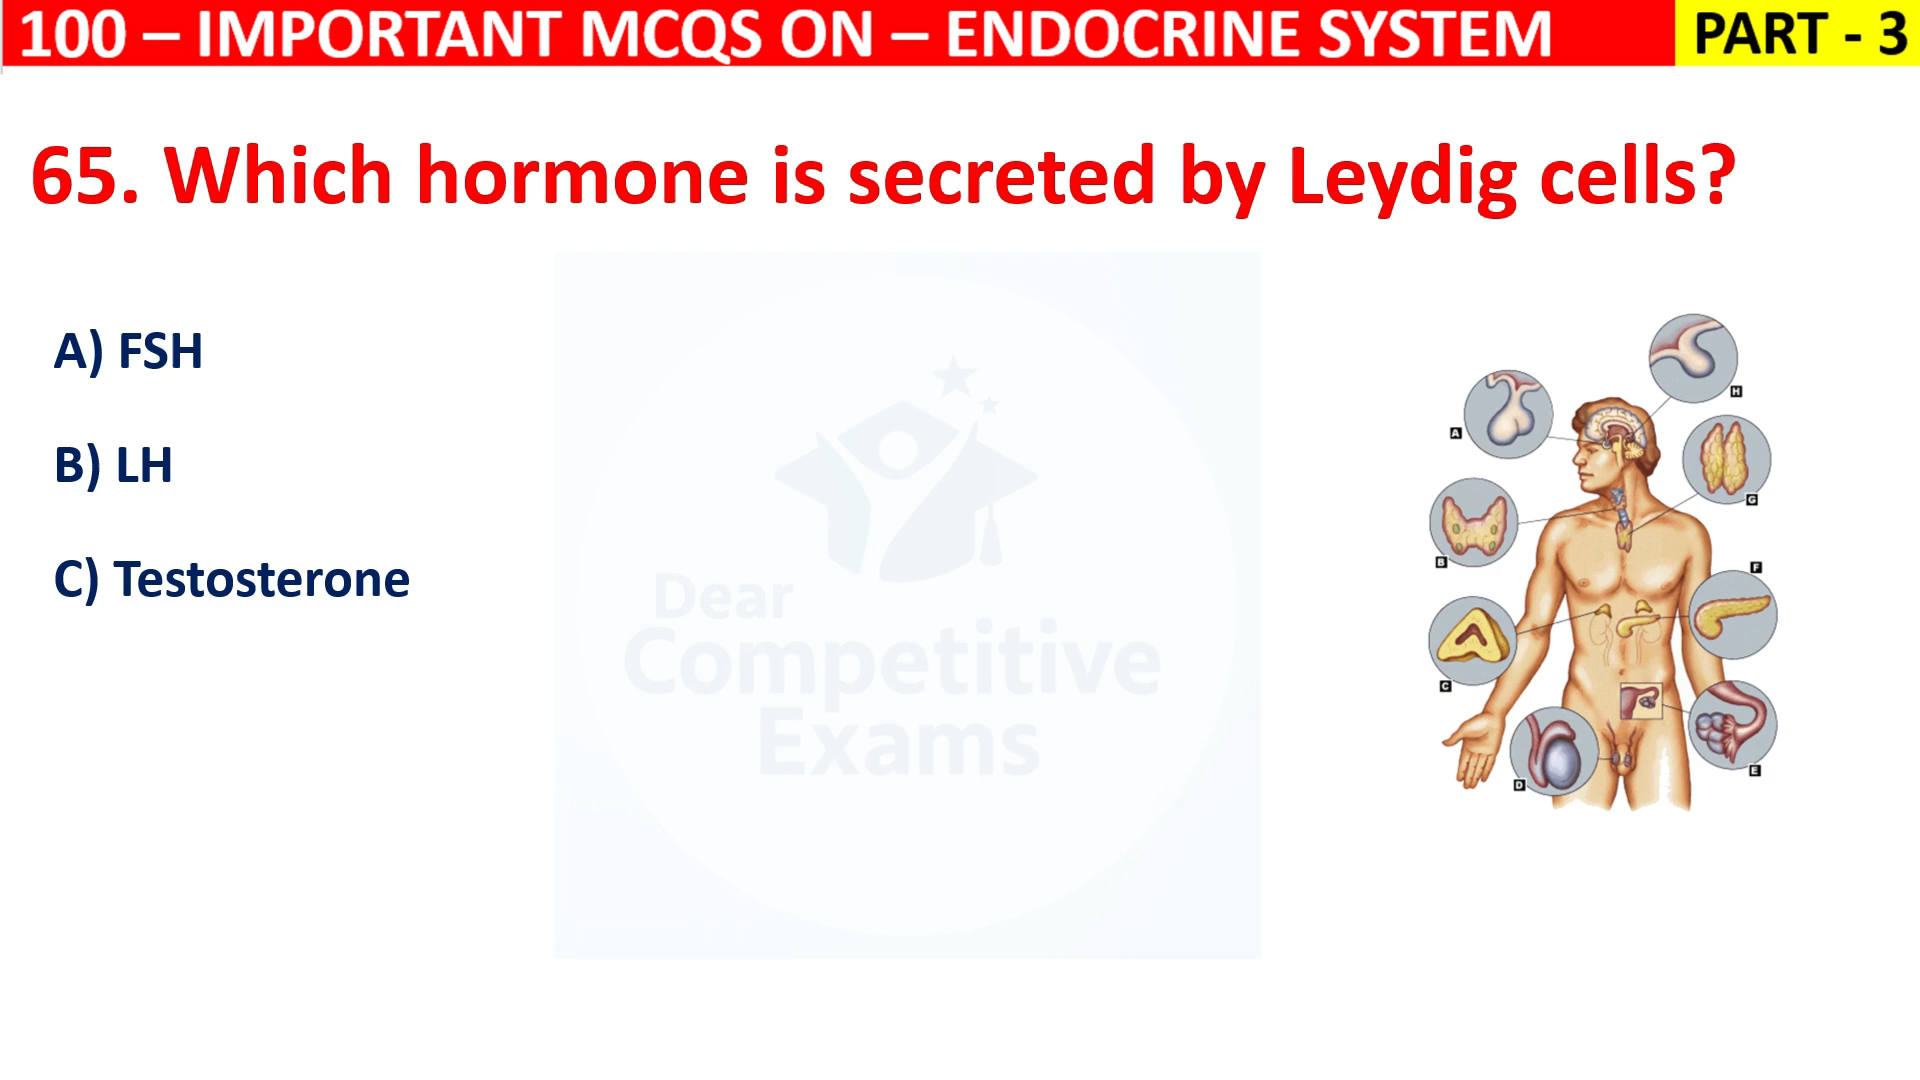 100 – IMPORTANT MCQS ON – ENDOCRINE SYSTEM
PART - 3
65. Which hormone is secreted by Leydig cells?
A) FSH
B) LH
C) Testosterone
Dear
Competitive
Exams
H
A
G
B
F
C
E
D